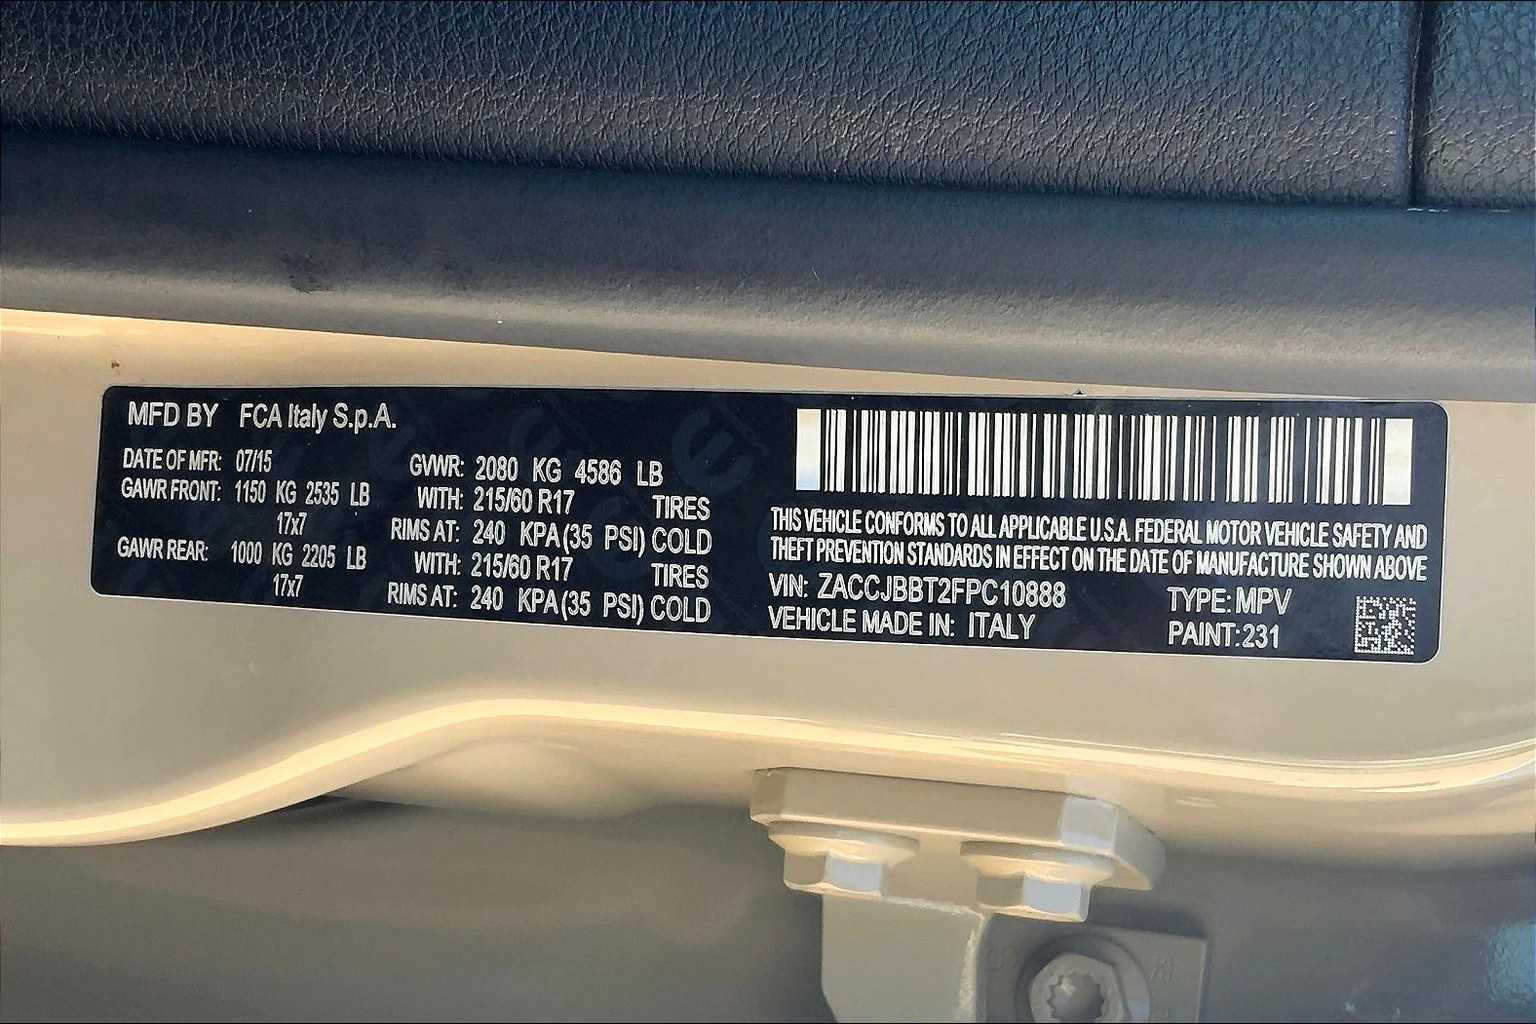 MFD BY FCA Italy S.p.A.
DATE OF MFR: 07/15 GVWR: 2080 KG 4586 LB
GAWR FRONT: 1150 KG 2535 LB WITH: 215/60 R17 TIRES
17x7 RIMS AT: 240 KPA(35 PSI) COLD
GAWR REAR: 1000 KG 2205 LB WITH: 215/60 R17 TIRES
17x7 RIMS AT: 240 KPA(35 PSI) COLD
THIS VEHICLE CONFORMS TO ALL APPLICABLE U.S.A. FEDERAL MOTOR VEHICLE SAFETY AND
THEFT PREVENTION STANDARDS IN EFFECT ON THE DATE OF MANUFACTURE SHOWN ABOVE
VIN: ZACCJBBT2FPC10888 TYPE: MPV
VEHICLE MADE IN: ITALY PAINT:231